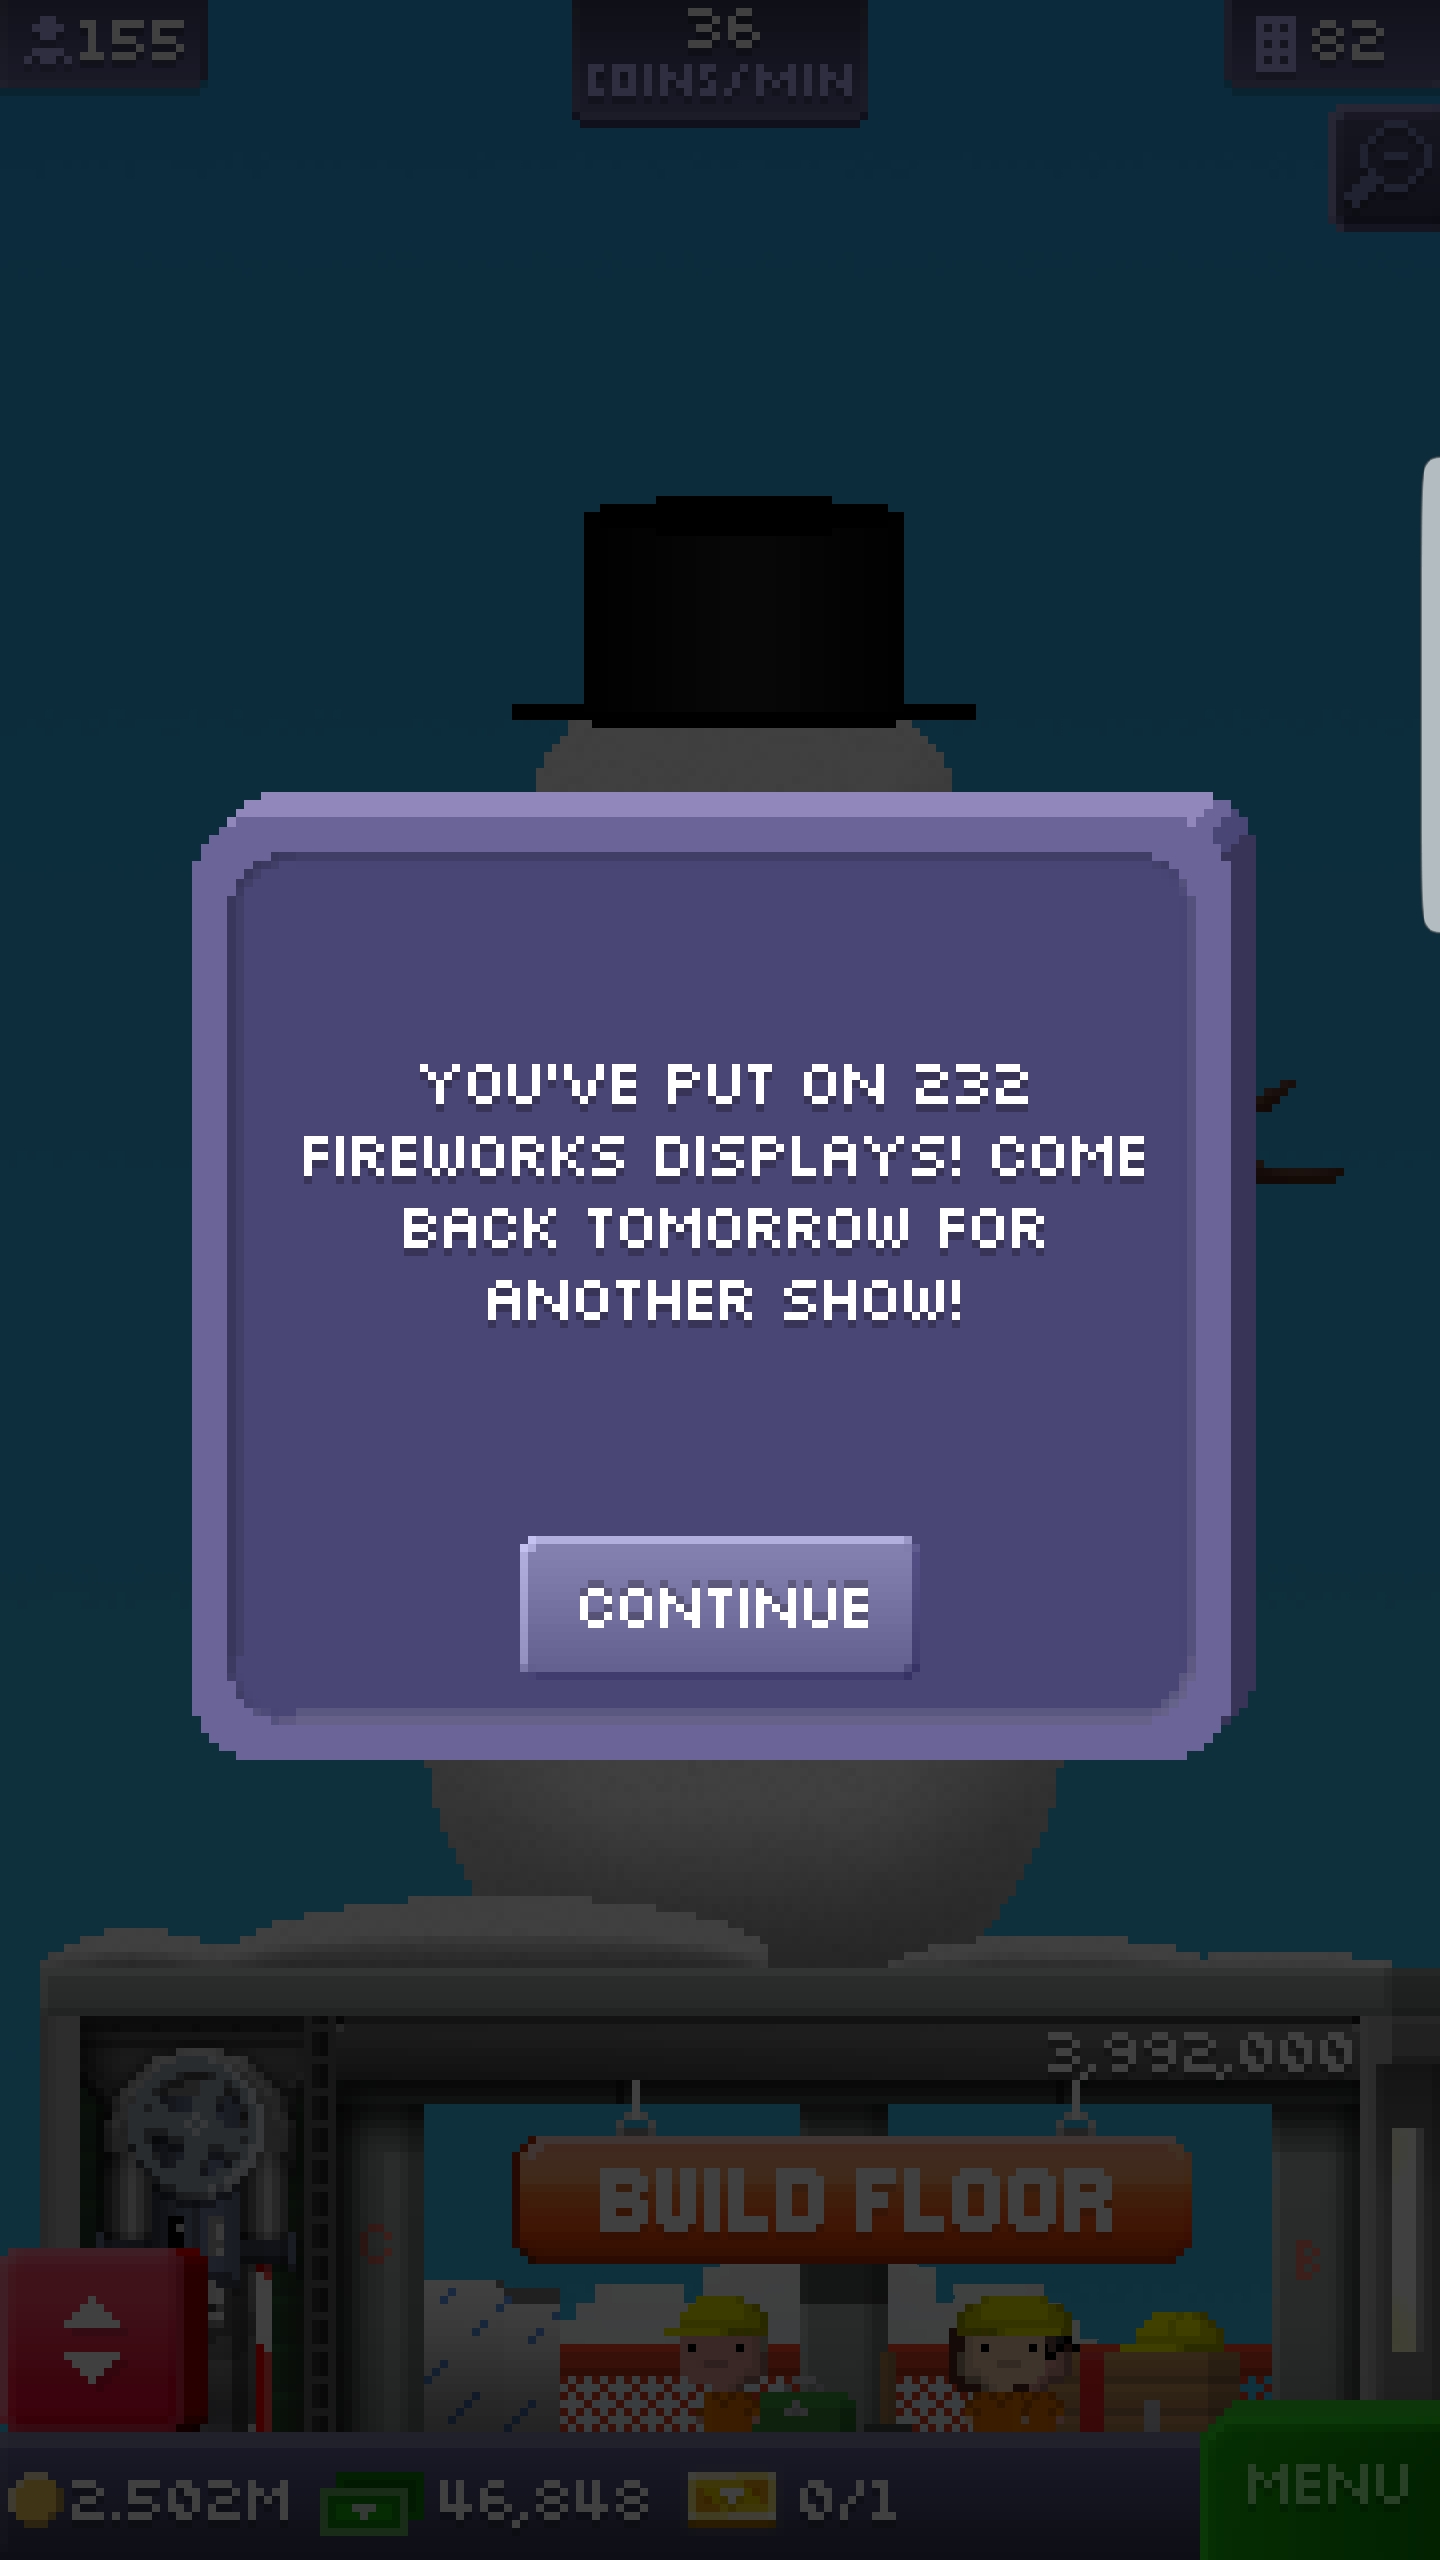 155
36
COINS/MIN
82
YOU'VE PUT ON 232
FIREWORKS DISPLAYS! COME
BACK TOMORROW FOR
ANOTHER SHOW!
CONTINUE
3,992,000
BUILD FLOOR
C
B
2.502M
46,848
0/1
MENU